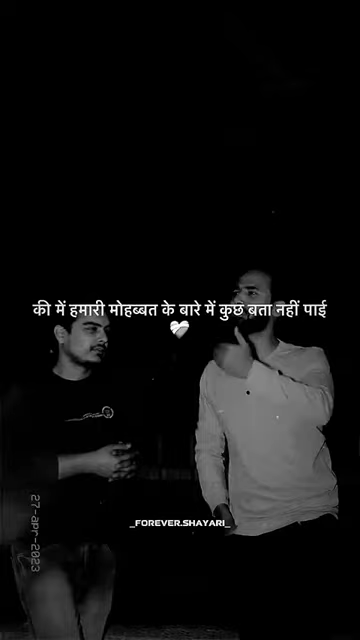 की में हमारी मोहब्बत के बारे में कुछ बता नहीं पाई
27-apr-2023
_FOREVER.SHAYARI_